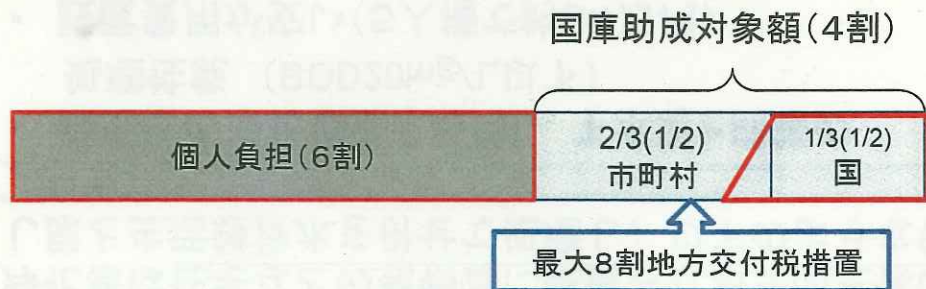 国庫助成対象額(4割)
個人負担(6割)
2/3(1/2)
市町村
1/3(1/2)
国
最大8割地方交付税措置